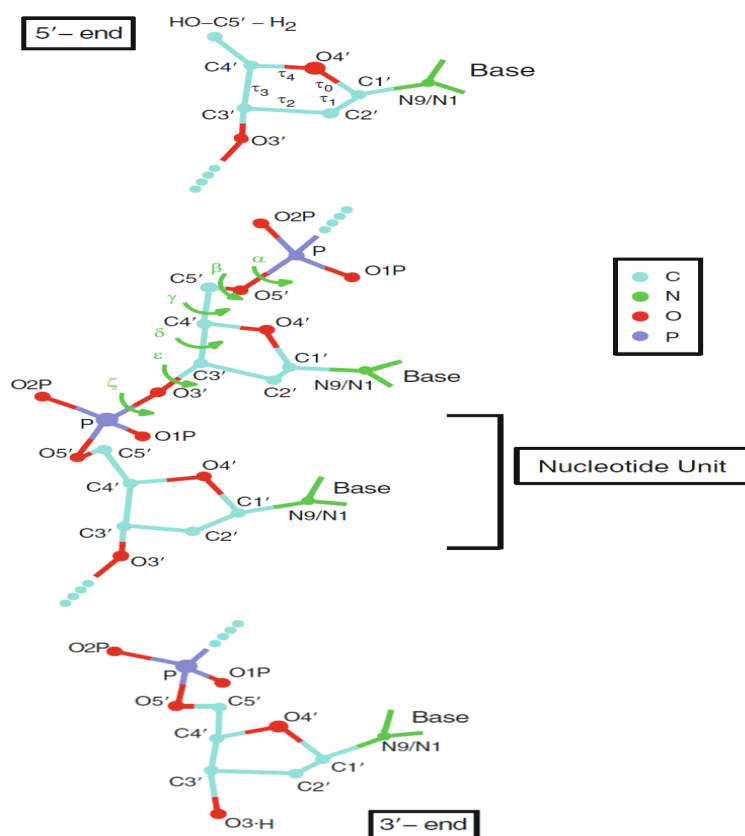 HO–C5′ – H2
5′– end
O4′
C4′
τ4
Base
τ3
τ0
C1′
τ2
τ1
N9/N1
C3′
C2′
O3′
O2P
P
α
β
O1P
C5′
O5′
γ
C4′
O4′
δ
ε
C1′
C3′
N9/N1
Base
C2′
O2P
ζ
O3′
P
O1P
O5′
C5′
O4′
C4′
C1′
Base
N9/N1
C3′
C2′
O3′
C
N
O
P
Nucleotide Unit
O2P
P
O1P
O5′
C5′
O4′
Base
C4′
N9/N1
C1′
C3′
C2′
O3·H
3′– end